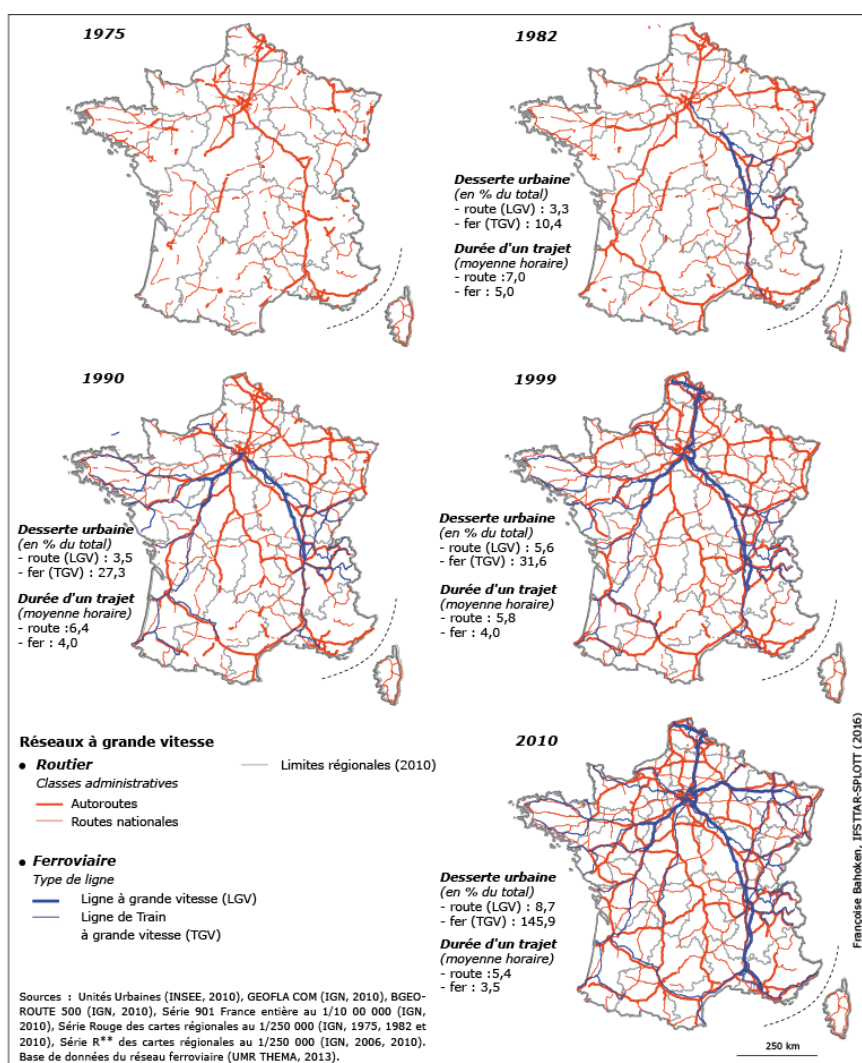 1975
1982
Desserte urbaine
(en % du total)
- route (LGV) : 3,3
- fer (TGV) : 10,4
Durée d'un trajet
(moyenne horaire)
- route :7,0
- fer : 5,0
1990
1999
Desserte urbaine
(en % du total)
- route (LGV) : 3,5
- fer (TGV) : 27,3
Durée d'un trajet
(moyenne horaire)
- route :6,4
- fer : 4,0
Desserte urbaine
(en % du total)
- route (LGV) : 5,6
- fer (TGV) : 31,6
Durée d'un trajet
(moyenne horaire)
- route : 5,8
- fer : 4,0
Réseaux à grande vitesse
• Routier
Classes administratives
Autoroutes
Routes nationales
Limites régionales (2010)
• Ferroviaire
Type de ligne
Ligne à grande vitesse (LGV)
Ligne de Train
à grande vitesse (TGV)
2010
Desserte urbaine
(en % du total)
- route (LGV) : 8,7
- fer (TGV) : 145,9
Durée d'un trajet
(moyenne horaire)
- route :5,4
- fer : 3,5
Sources : Unités Urbaines (INSEE, 2010), GEOFLA COM (IGN, 2010), BGEO-
ROUTE 500 (IGN, 2010), Série 901 France entière au 1/10 00 000 (IGN,
2010), Série Rouge des cartes régionales au 1/250 000 (IGN, 1975, 1982 et
2010), Série R** des cartes régionales au 1/250 000 (IGN, 2006, 2010).
Base de données du réseau ferroviaire (UMR THEMA, 2013).
250 km
Françoise Bahoken, IFSTTAR-SPLOTT (2016)